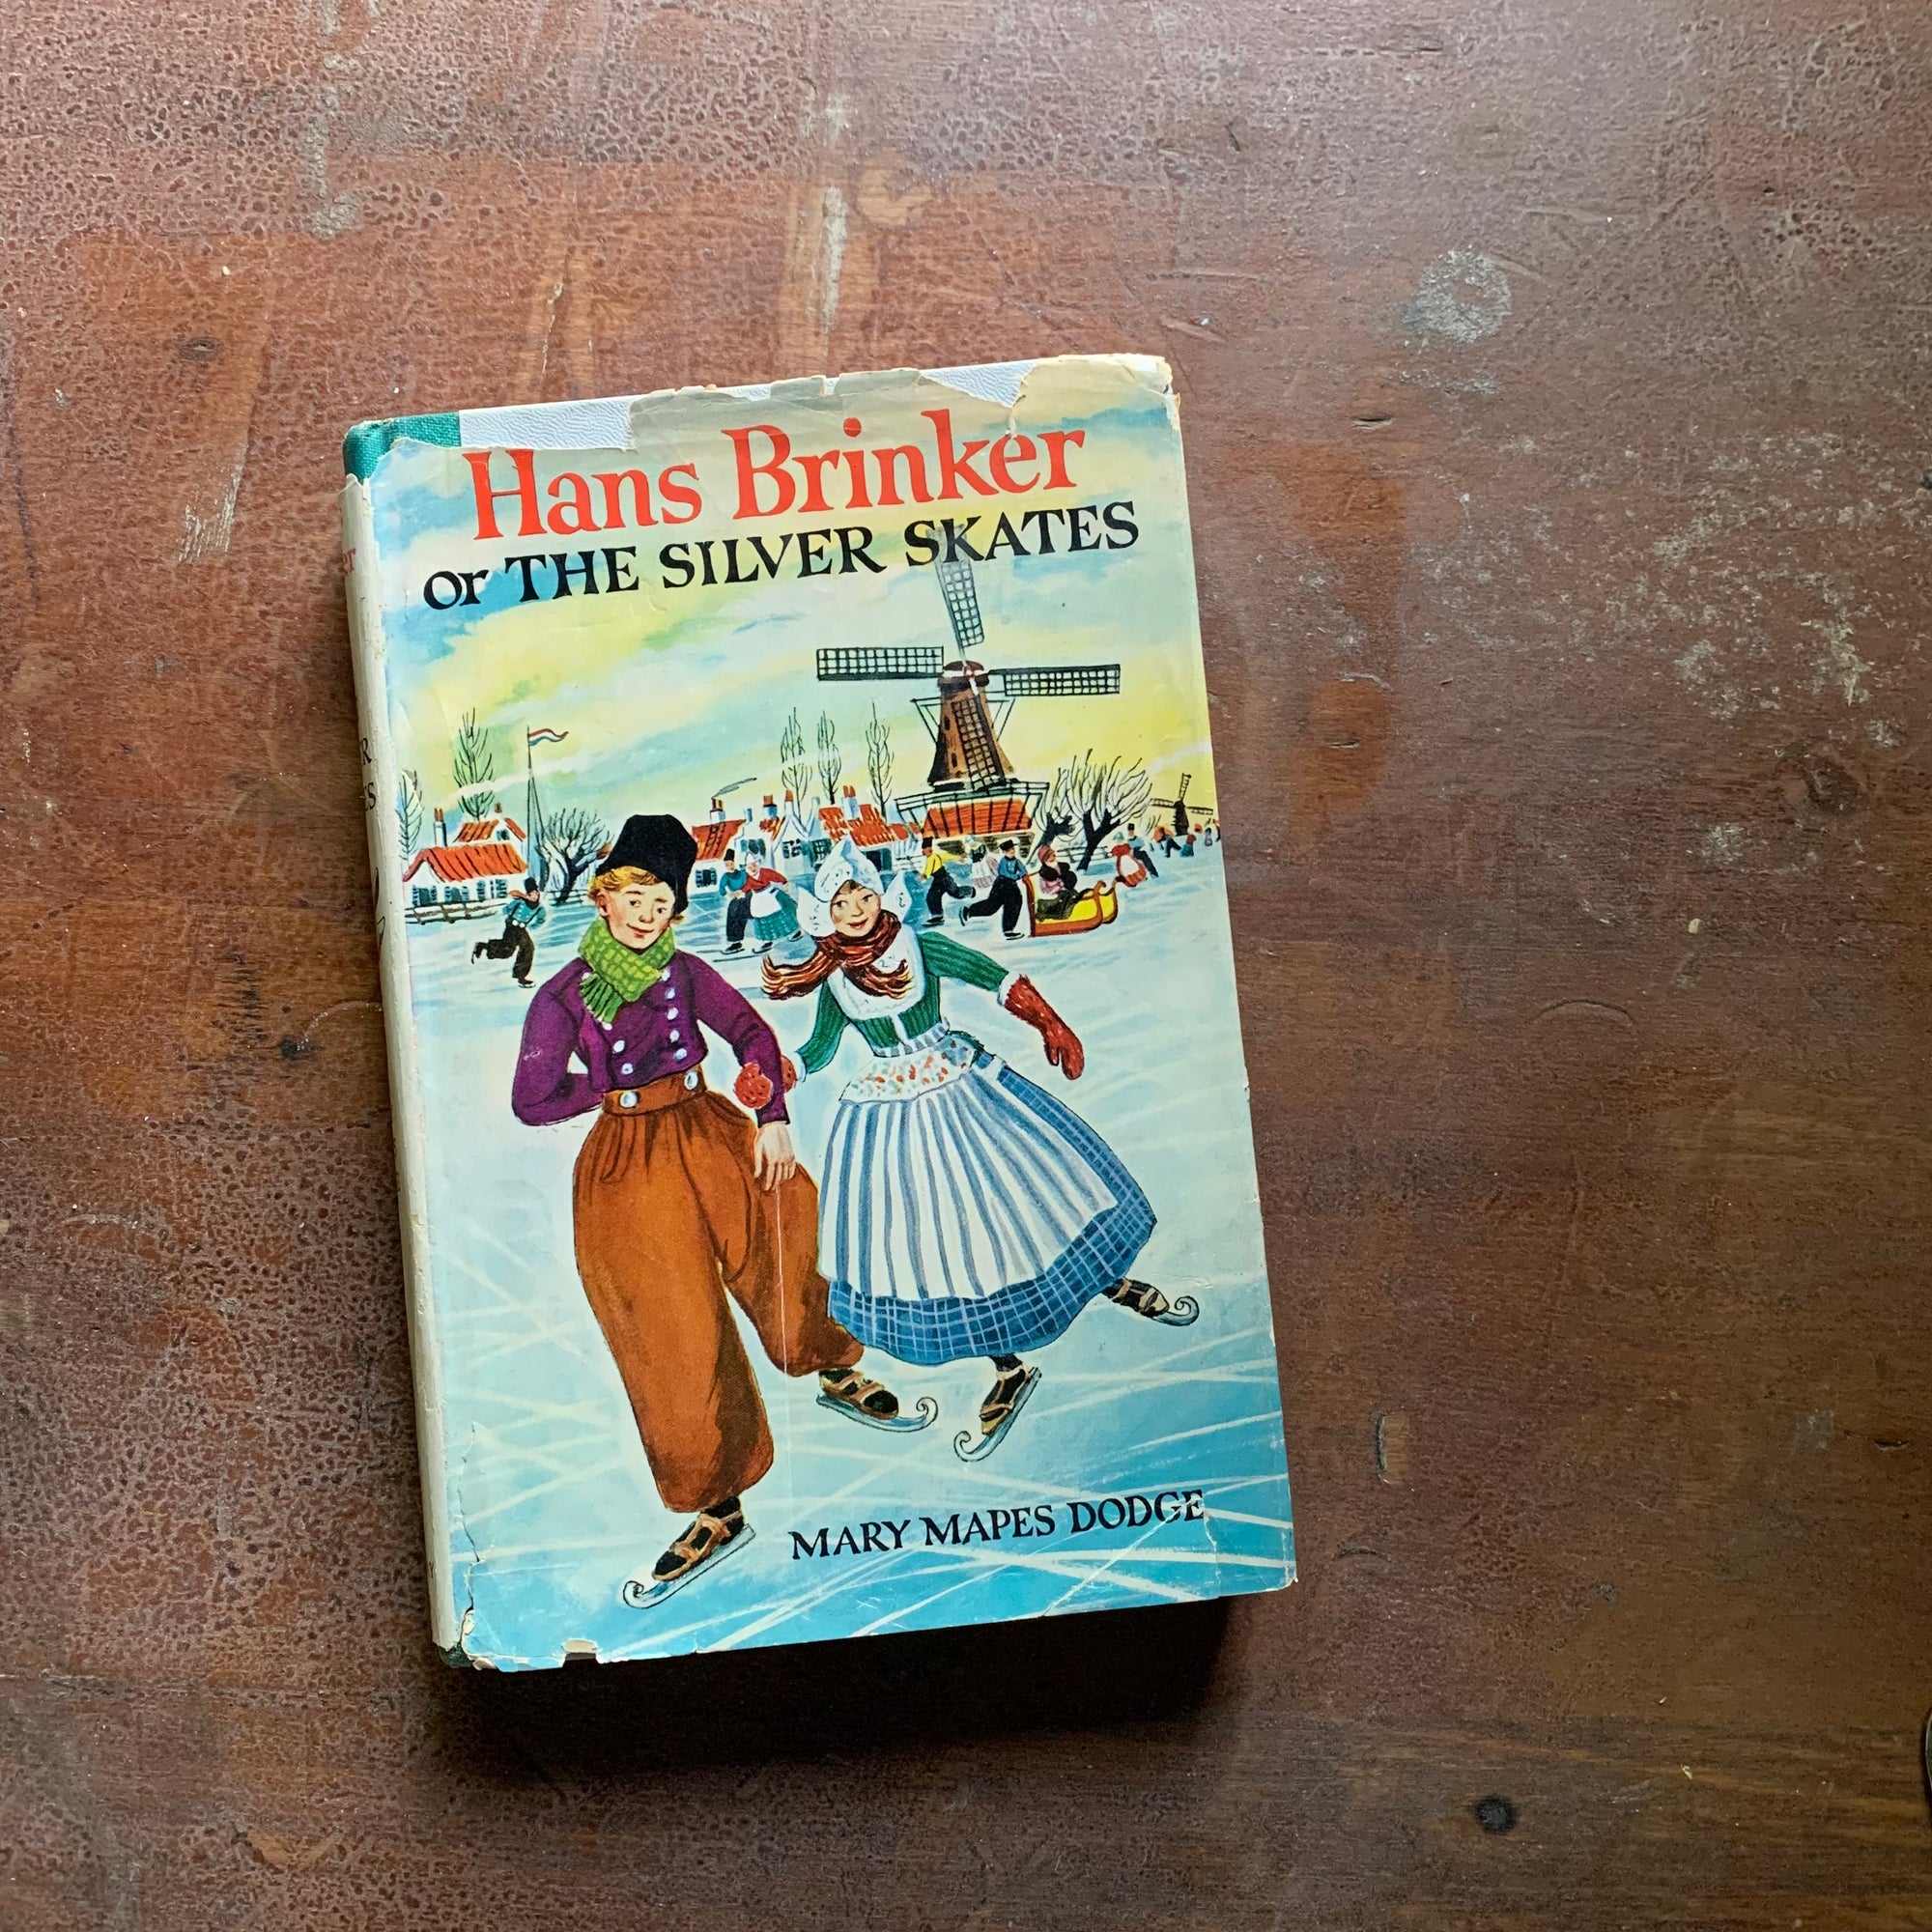 Hans Brinker
or THE SILVER SKATES
MARY MAPES DODGE